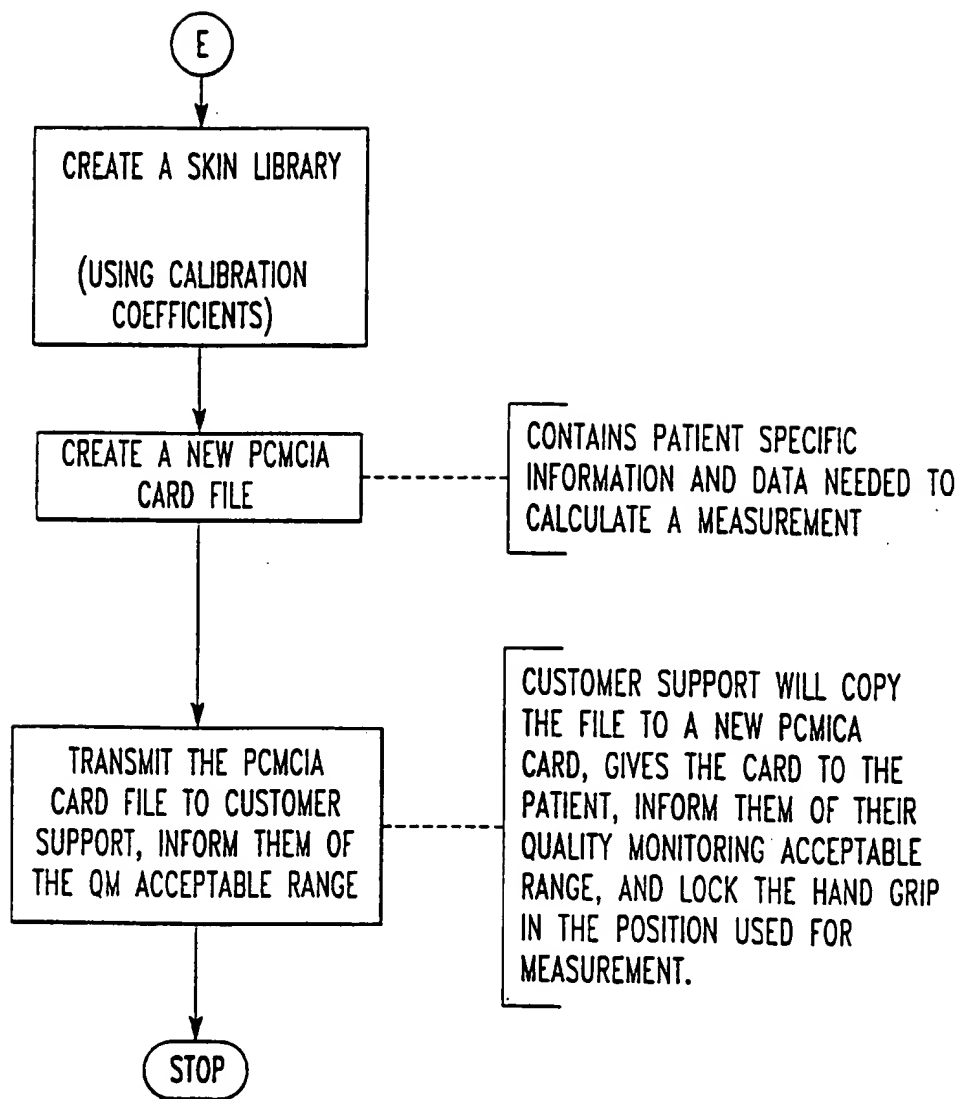 E
CREATE A SKIN LIBRARY
(USING CALIBRATION
COEFFICIENTS)
CREATE A NEW PCMCIA
CARD FILE
CONTAINS PATIENT SPECIFIC
INFORMATION AND DATA NEEDED TO
CALCULATE A MEASUREMENT
TRANSMIT THE PCMCIA
CARD FILE TO CUSTOMER
SUPPORT, INFORM THEM OF
THE QM ACCEPTABLE RANGE
CUSTOMER SUPPORT WILL COPY
THE FILE TO A NEW PCMICA
CARD, GIVES THE CARD TO THE
PATIENT, INFORM THEM OF THEIR
QUALITY MONITORING ACCEPTABLE
RANGE, AND LOCK THE HAND GRIP
IN THE POSITION USED FOR
MEASUREMENT.
STOP